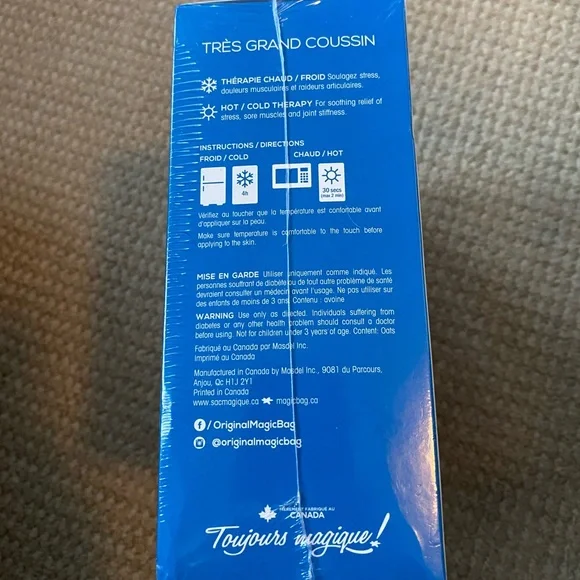 TRÈS GRAND COUSSIN
THÉRAPIE CHAUD / FROID Soulagez stress,
douleurs musculaires et raideurs articulaires.
HOT / COLD THERAPY For soothing relief of
stress, sore muscles and joint stiffness.
INSTRUCTIONS / DIRECTIONS
FROID / COLD CHAUD / HOT
4h
30 secs
(max 2 min)
Vérifiez au toucher que la température est confortable avant
d'appliquer sur la peau.
Make sure temperature is comfortable to the touch before
applying to the skin.
MISE EN GARDE Utiliser uniquement comme indiqué. Les
personnes souffrant de diabète ou de tout autre problème de santé
devraient consulter un médecin avant l'usage. Ne pas utiliser sur
des enfants de moins de 3 ans. Contenu : avoine
WARNING Use only as directed. Individuals suffering from
diabetes or any other health problem should consult a doctor
before using. Not for children under 3 years of age. Content: Oats
Fabriqué au Canada par Masdel Inc.
Imprimé au Canada
Manufactured in Canada by Masdel Inc., 9081 du Parcours,
Anjou, Qc H1J 2Y1
Printed in Canada
www.sacmagique.ca magicbag.ca
/OriginalMagicBag
@originalmagicbag
FIÈREMENT FABRIQUÉ AU
CANADA
Toujours magique!